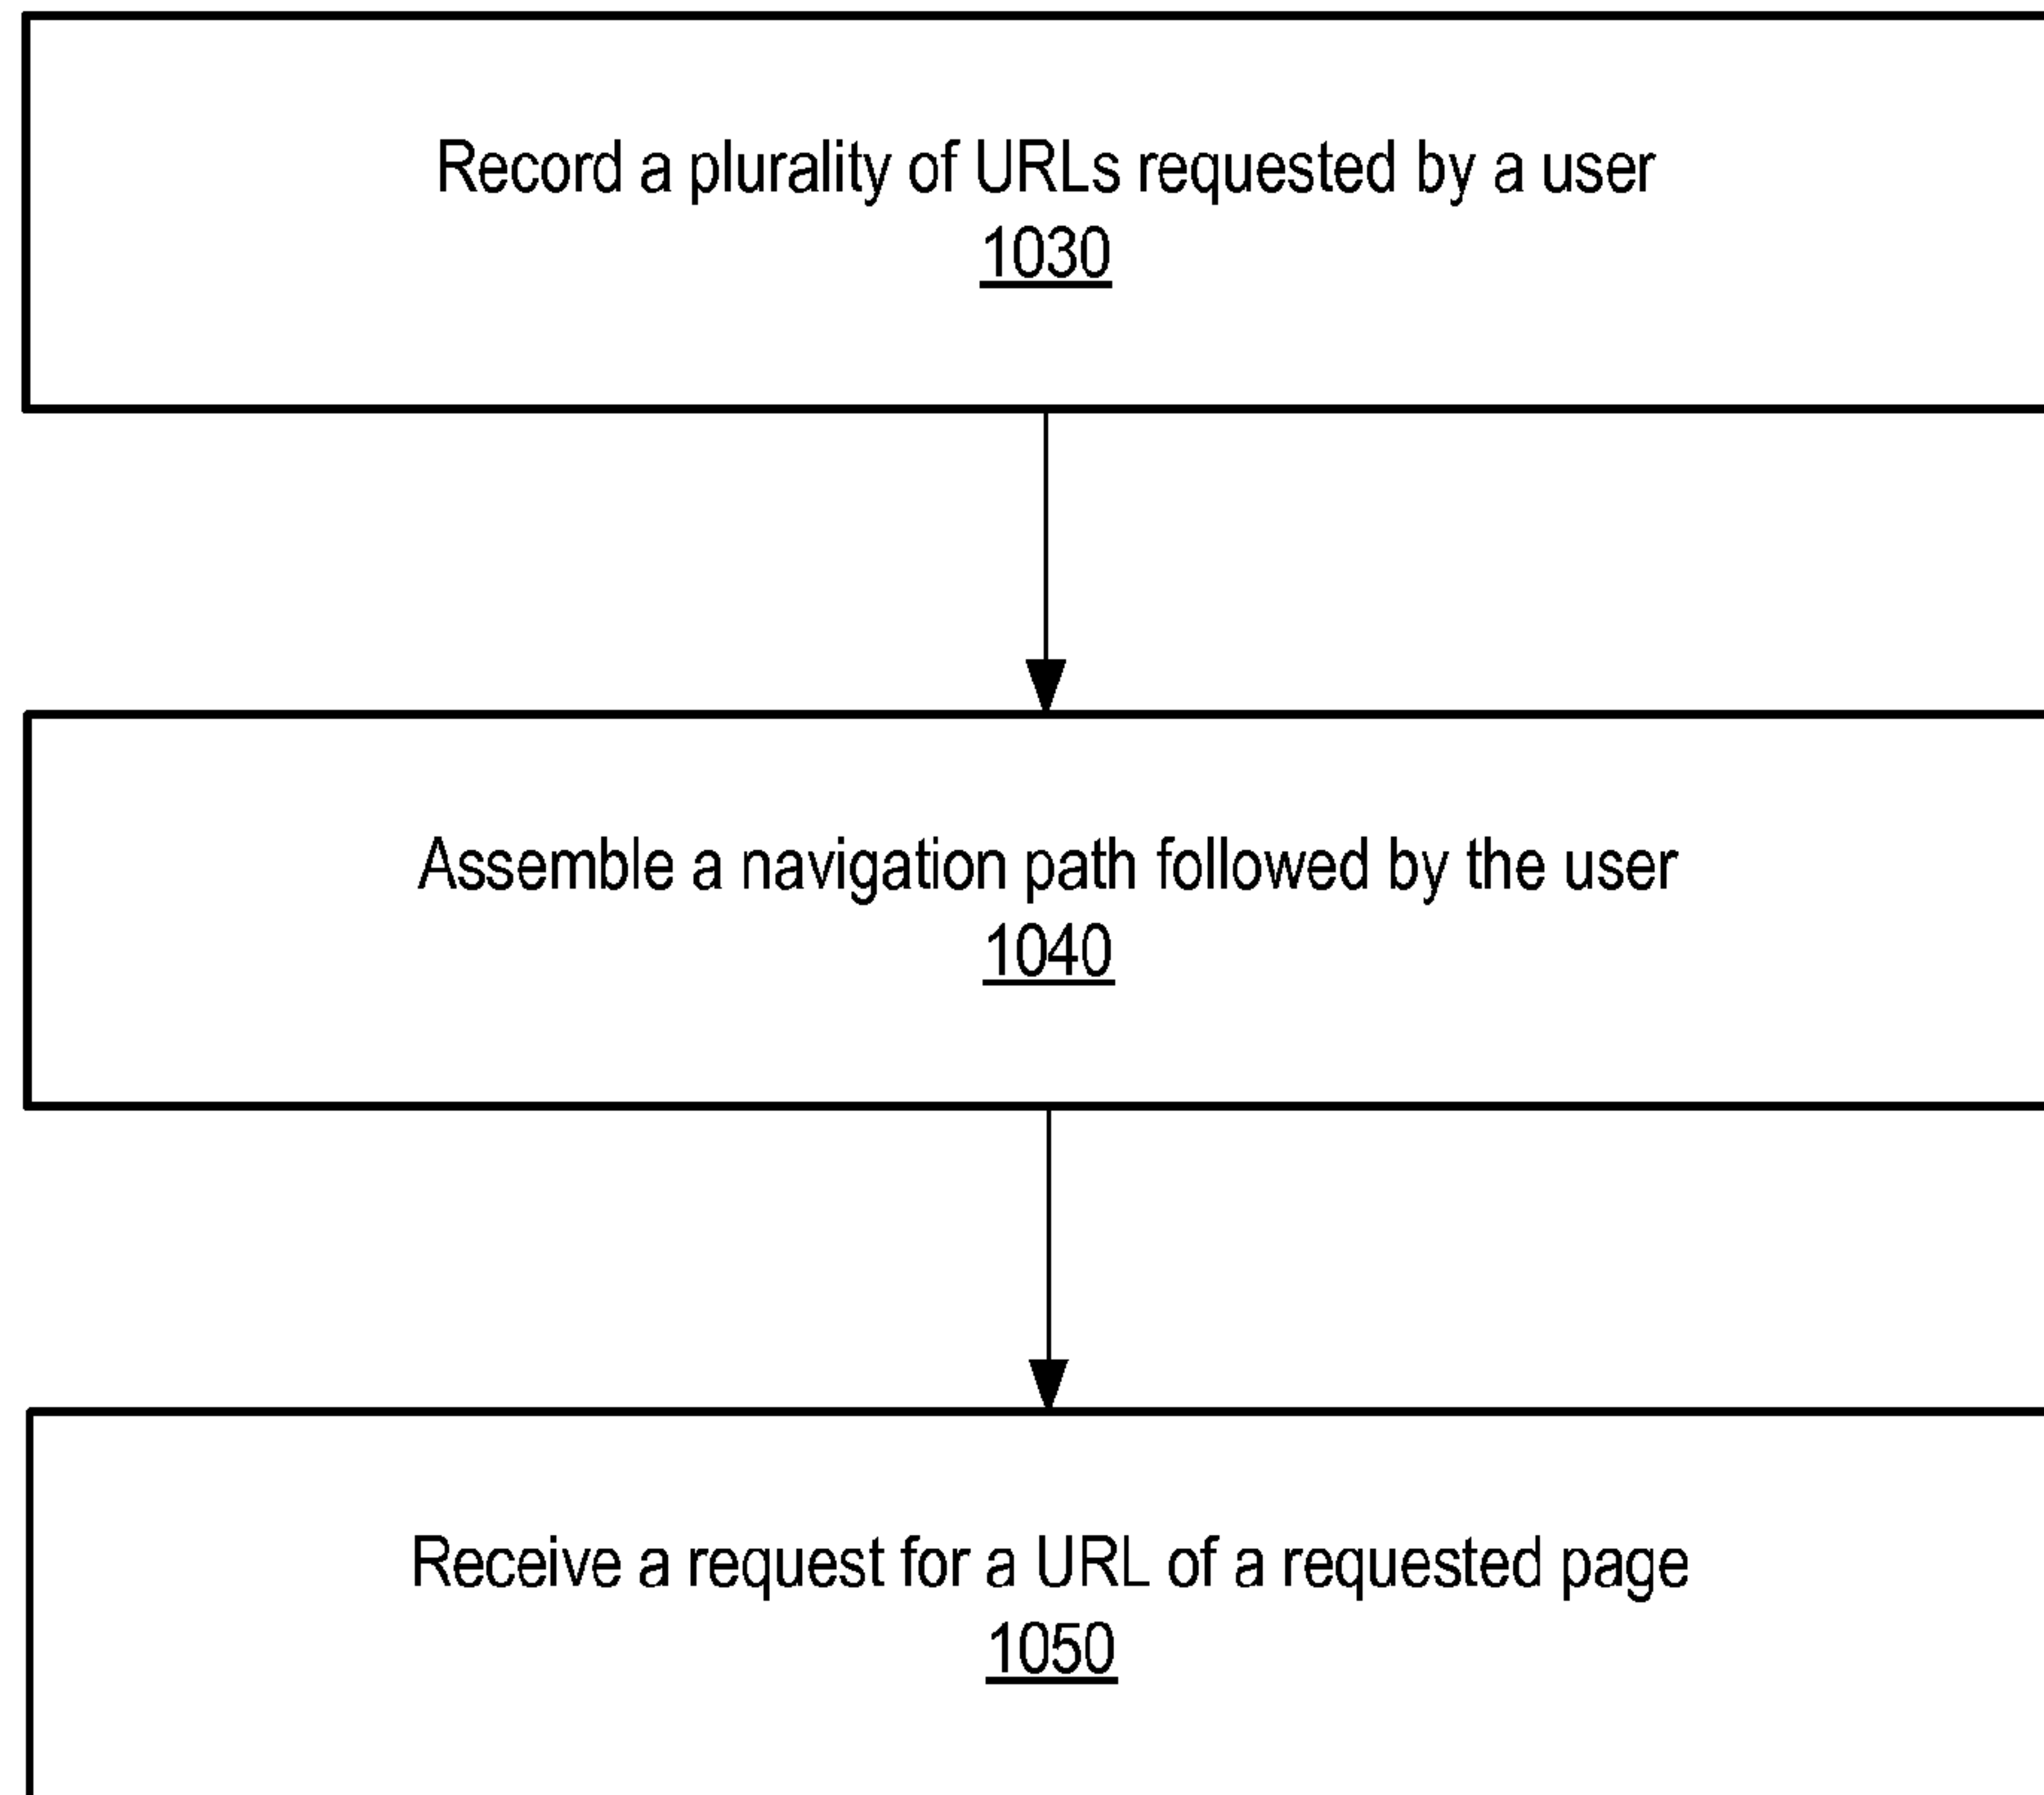 Record a plurality of URLs requested by a user
1030
Assemble a navigation path followed by the user
1040
Receive a request for a URL of a requested page
1050